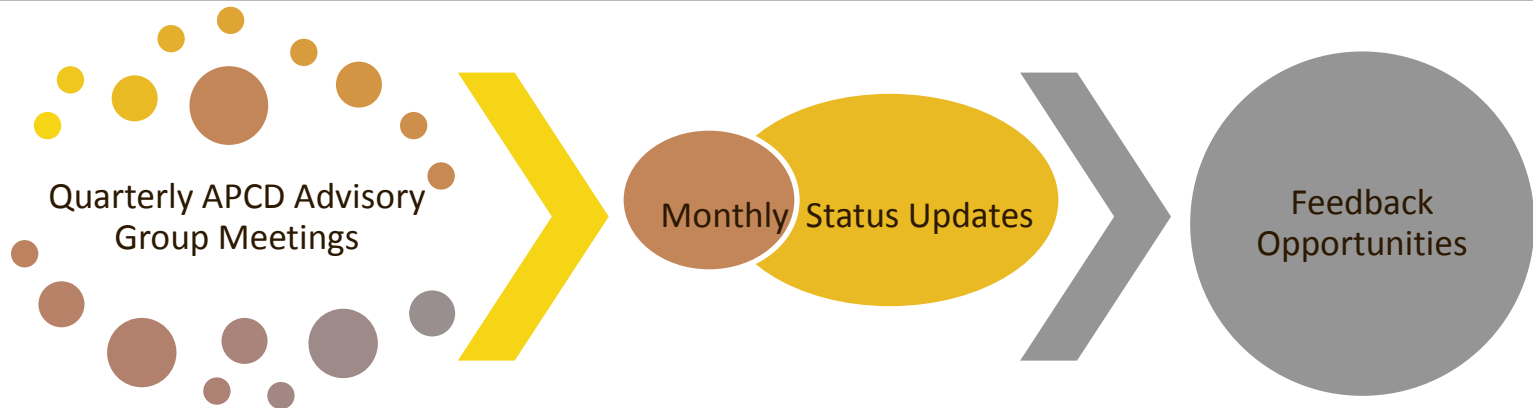 Quarterly APCD Advisory
Group Meetings
Monthly Status Updates
Feedback
Opportunities